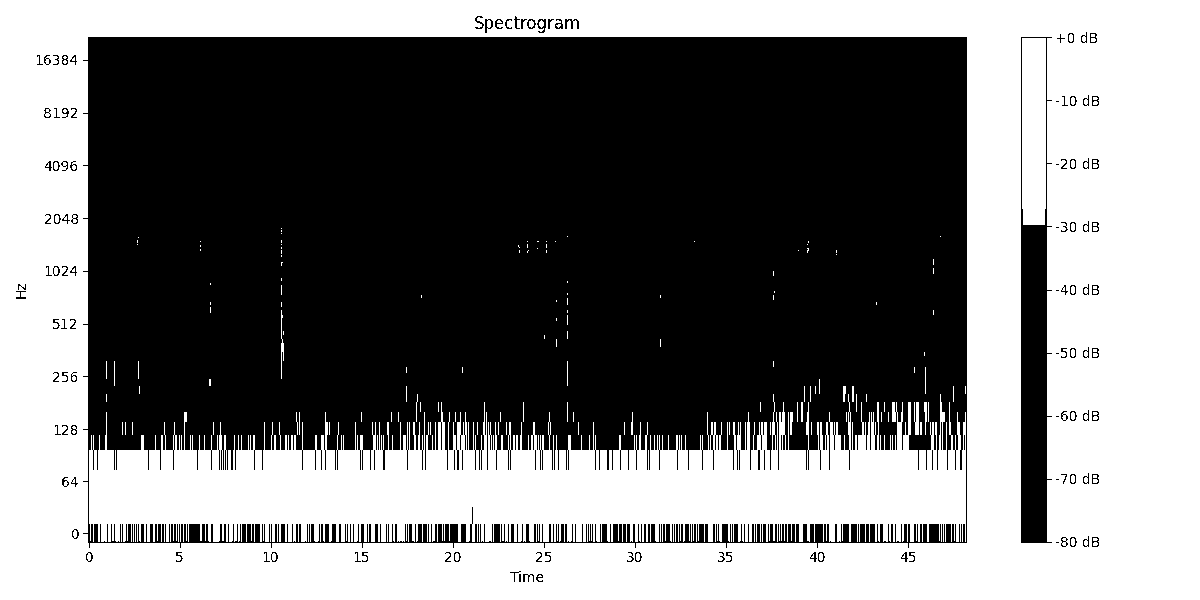 Spectrogram
16384
8192
4096
2048
1024
512
256
128
64
0
Hz
0 5 10 15 20 25 30 35 40 45
Time
+0 dB
-10 dB
-20 dB
-30 dB
-40 dB
-50 dB
-60 dB
-70 dB
-80 dB